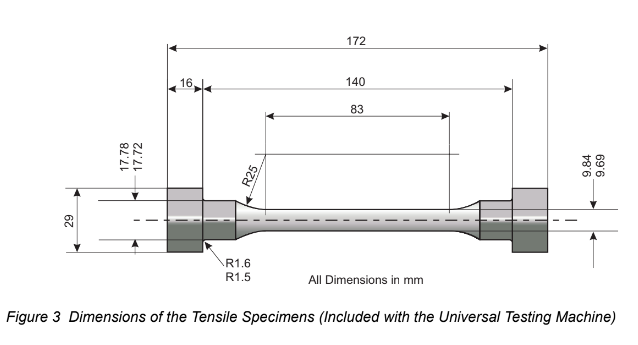 172
16
140
83
17.78
17.72
R25
9.84
9.69
29
R1.6
R1.5
All Dimensions in mm
Figure 3 Dimensions of the Tensile Specimens (Included with the Universal Testing Machine)